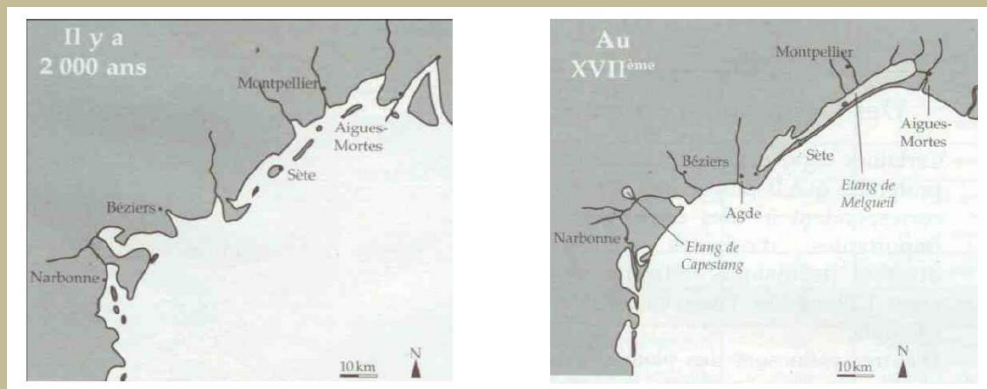 Il y a
2 000 ans
Montpellier
Aigues-
Mortes
Sète
Béziers
Narbonne
10 km
N
Au
XVIIème
Montpellier
Aigues-
Mortes
Sète
Béziers
Etang de
Melgueil
Agde
Narbonne
Etang de
Capestang
10 km
N